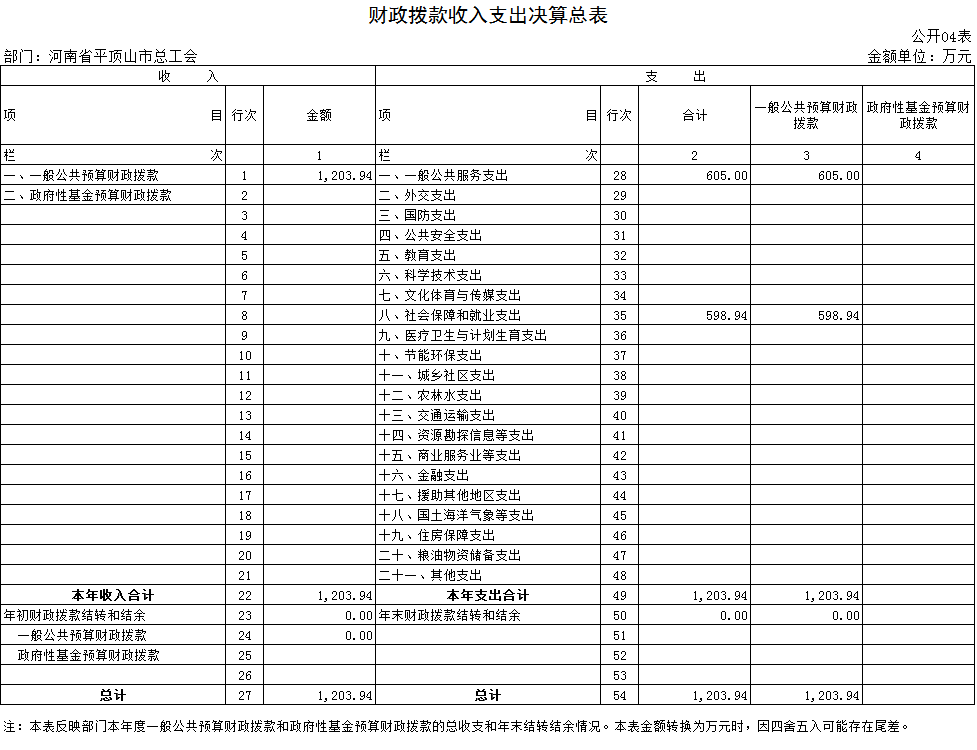 财政拨款收入支出决算总表
公开04表
部门：河南省平顶山市总工会 金额单位：万元
收 入 支 出
项 目 行次 金额 项 目 行次 合计 一般公共预算财政拨款 政府性基金预算财政拨款
栏 次 1 栏 次 2 3 4
一、一般公共预算财政拨款 1 1,203.94 一、一般公共服务支出 28 605.00 605.00
二、政府性基金预算财政拨款 2 二、外交支出 29
3 三、国防支出 30
4 四、公共安全支出 31
5 五、教育支出 32
6 六、科学技术支出 33
7 七、文化体育与传媒支出 34
8 八、社会保障和就业支出 35 598.94 598.94
9 九、医疗卫生与计划生育支出 36
10 十、节能环保支出 37
11 十一、城乡社区支出 38
12 十二、农林水支出 39
13 十三、交通运输支出 40
14 十四、资源勘探信息等支出 41
15 十五、商业服务业等支出 42
16 十六、金融支出 43
17 十七、援助其他地区支出 44
18 十八、国土海洋气象等支出 45
19 十九、住房保障支出 46
20 二十、粮油物资储备支出 47
21 二十一、其他支出 48
本年收入合计 22 1,203.94 本年支出合计 49 1,203.94 1,203.94
年初财政拨款结转和结余 23 0.00 年末财政拨款结转和结余 50 0.00 0.00
一般公共预算财政拨款 24 0.00 51
政府性基金预算财政拨款 25 52
26 53
总计 27 1,203.94 总计 54 1,203.94 1,203.94
注：本表反映部门本年度一般公共预算财政拨款和政府性基金预算财政拨款的总收支和年末结转结余情况。本表金额转换为万元时，因四舍五入可能存在尾差。